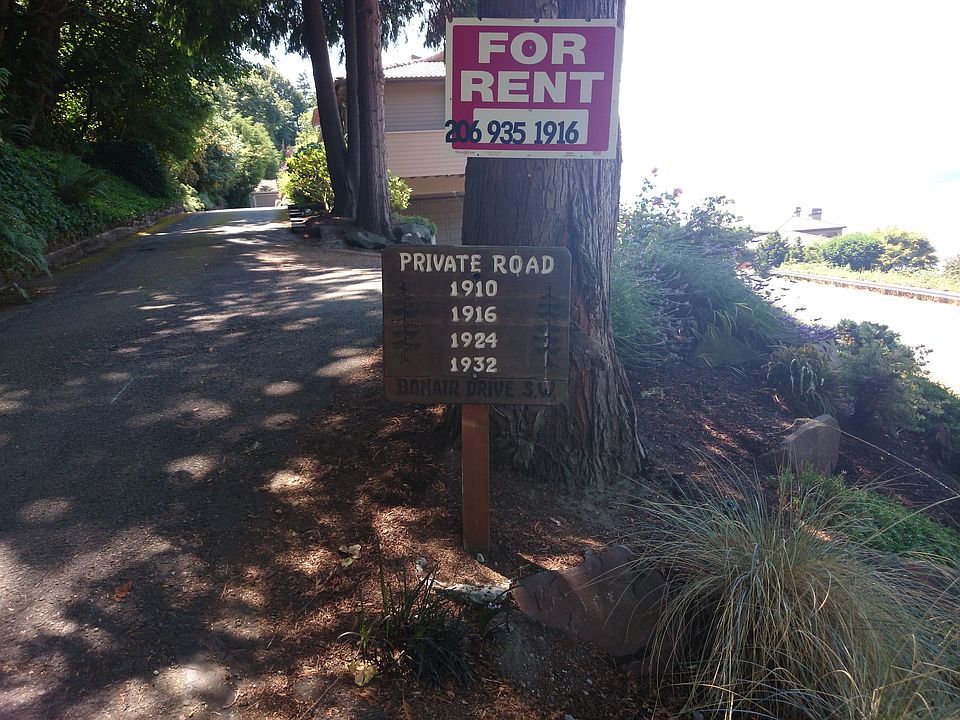 FOR
RENT
206 935 1916
PRIVATE ROAD
1910
1916
1924
1932
BONAIR DRIVE S.W.